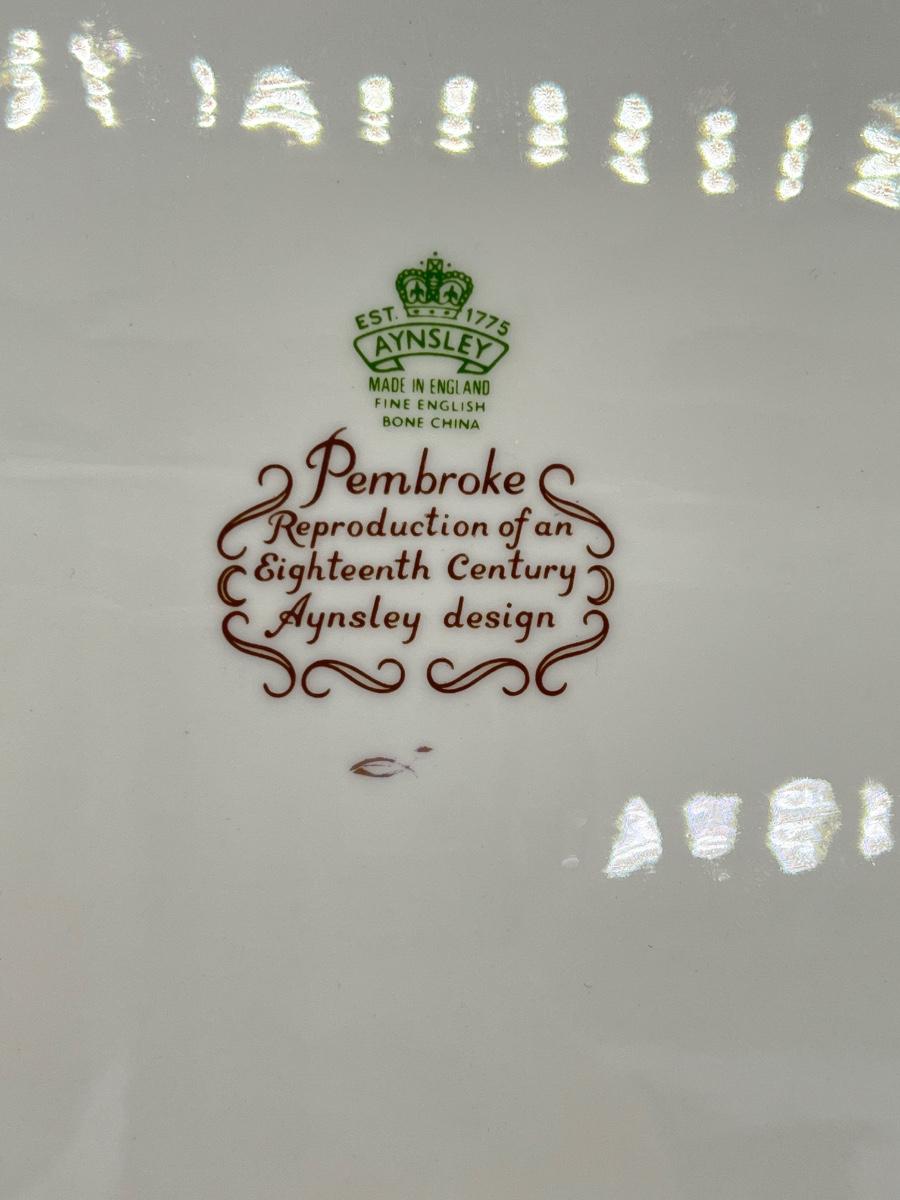 EST. 1775
AYNSLEY
MADE IN ENGLAND
FINE ENGLISH
BONE CHINA
Pembroke
Reproduction of an
Eighteenth Century
Aynsley design